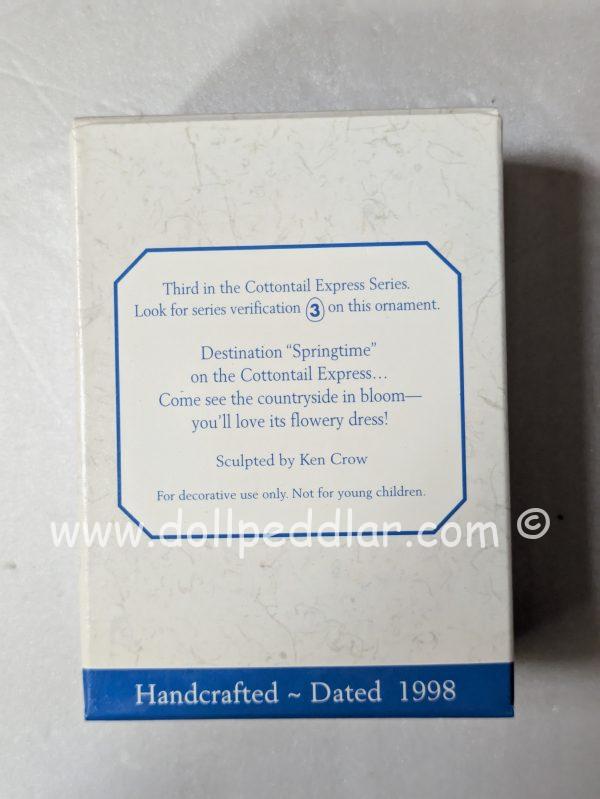 Third in the Cottontail Express Series.
Look for series verification 3 on this ornament.
Destination “Springtime”
on the Cottontail Express...
Come see the countryside in bloom—
you’ll love its flowery dress!
Sculpted by Ken Crow
For decorative use only. Not for young children.
www.dollpeddlar.com ©
Handcrafted ~ Dated 1998